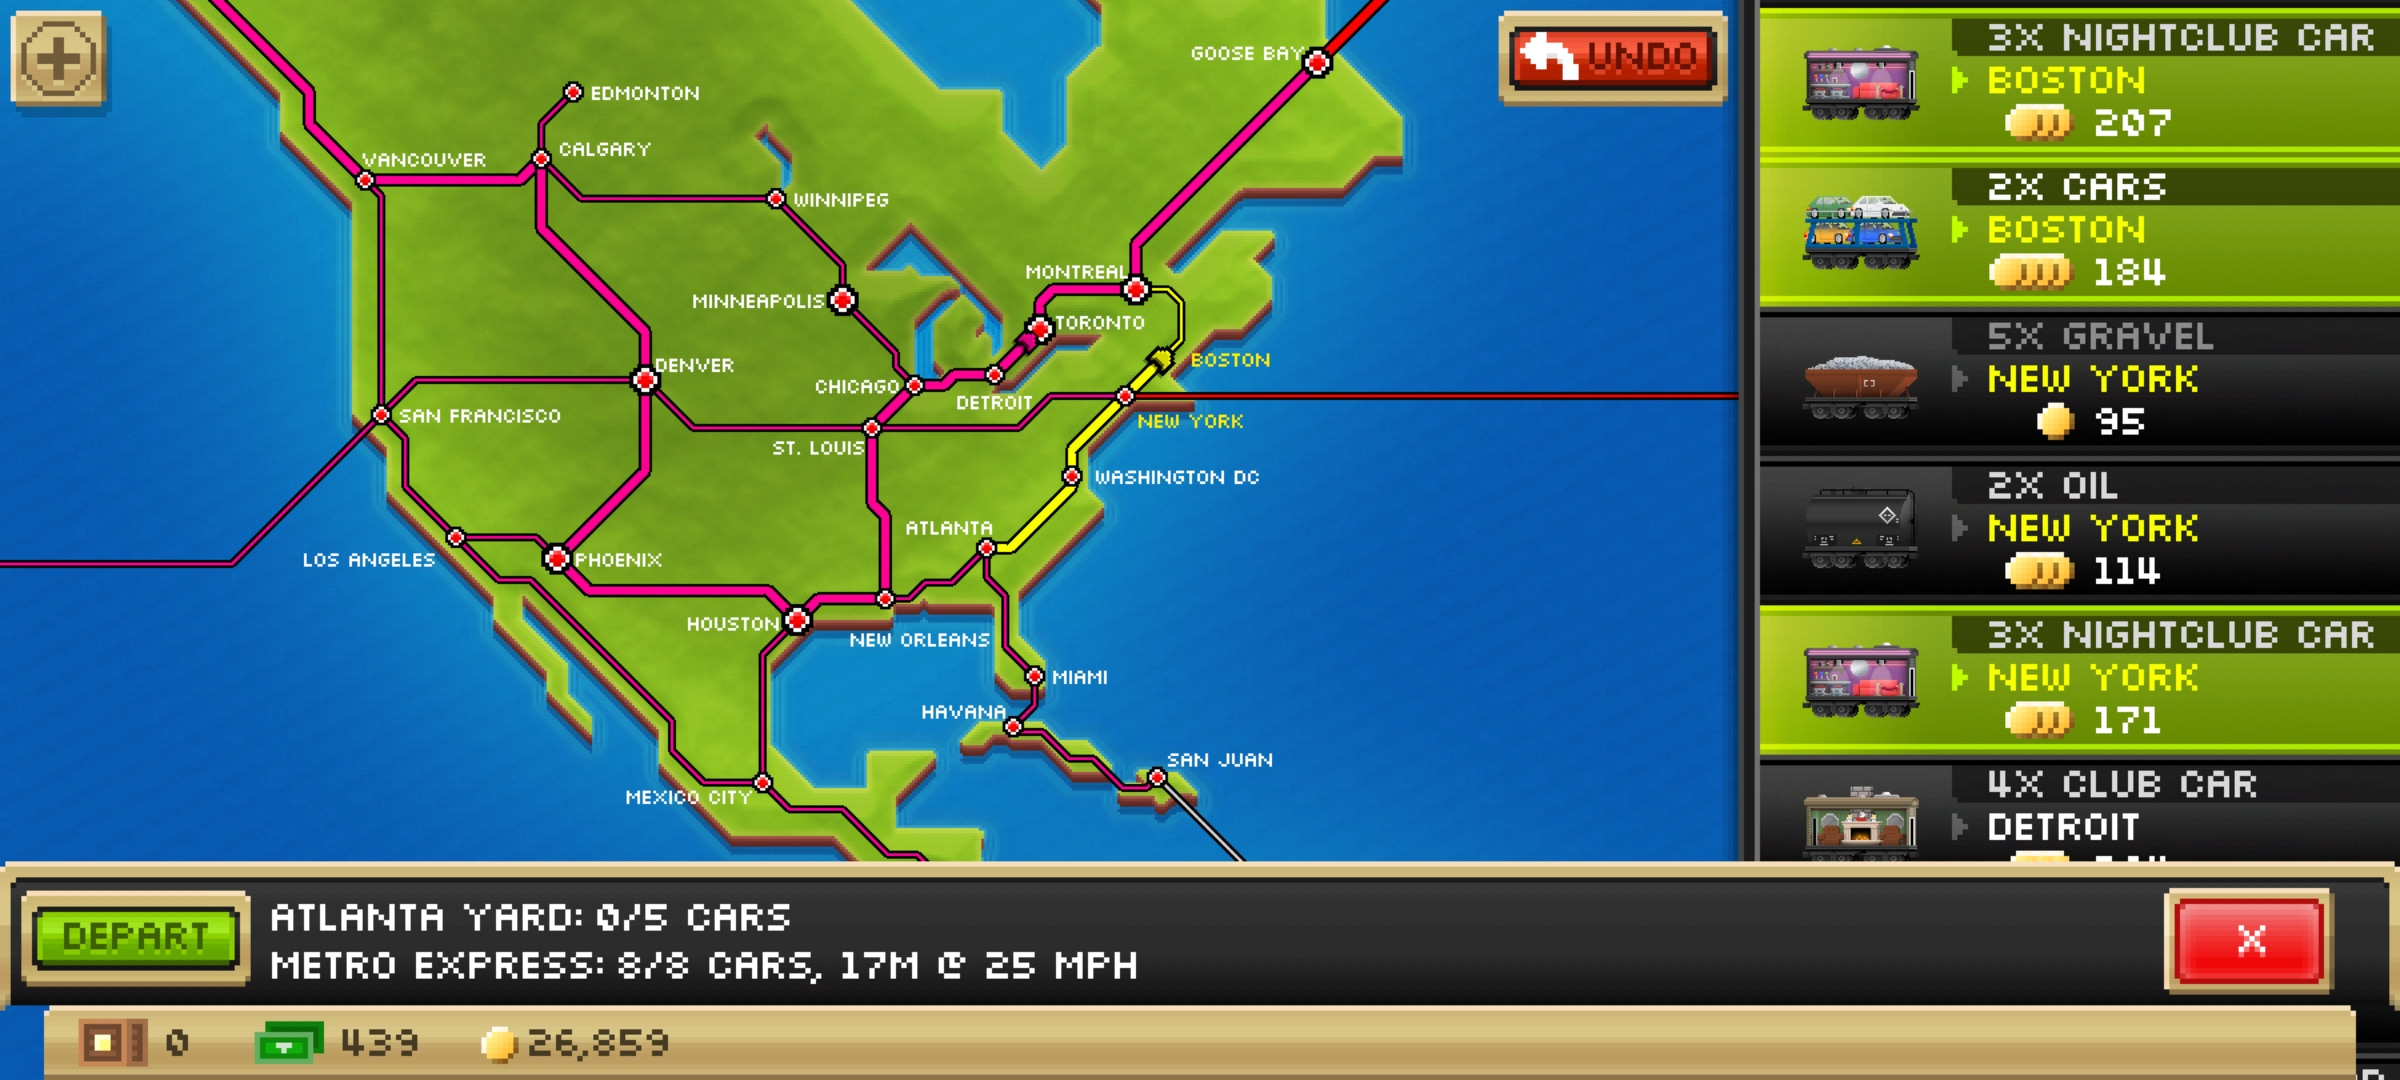 GOOSE BAY
UNDO
EDMONTON
CALGARY
VANCOUVER
WINNIPEG
MONTREAL
MINNEAPOLIS
TORONTO
BOSTON
DENVER
CHICAGO
DETROIT
SAN FRANCISCO
NEW YORK
ST. LOUIS
WASHINGTON DC
ATLANTA
LOS ANGELES
PHOENIX
HOUSTON
NEW ORLEANS
MIAMI
HAVANA
SAN JUAN
MEXICO CITY
3X NIGHTCLUB CAR
BOSTON
207
2X CARS
BOSTON
184
5X GRAVEL
NEW YORK
95
2X OIL
NEW YORK
114
3X NIGHTCLUB CAR
NEW YORK
171
4X CLUB CAR
DETROIT
DEPART
ATLANTA YARD: 0/5 CARS
METRO EXPRESS: 8/8 CARS, 17M @ 25 MPH
X
0
439
26,859